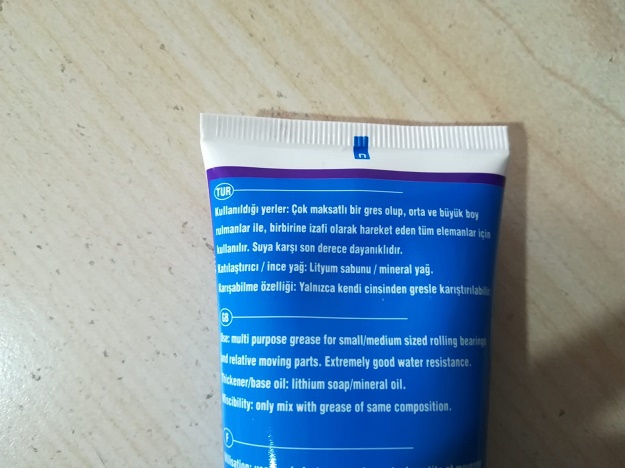 TUR
Kullanıldığı yerler: Çok maksatlı bir gres olup, orta ve büyük boy
rulmanlar ile, birbirine izafi olarak hareket eden tüm elemanlar için
kullanılır. Suya karşı son derece dayanıklıdır.
Katılaştırıcı / ince yağ: Lityum sabunu / mineral yağ.
Karışabilme özelliği: Yalnızca kendi cinsinden gresle karıştırılabilir.
GB
Use: multi purpose grease for small/medium sized rolling bearings
and relative moving parts. Extremely good water resistance.
Thickener/base oil: lithium soap/mineral oil.
Miscibility: only mix with grease of same composition.
F